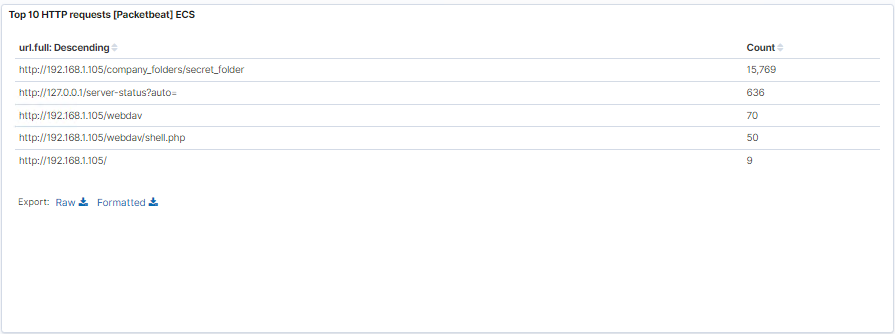 Top 10 HTTP requests [Packetbeat] ECS
url.full: Descending Count
http://192.168.1.105/company_folders/secret_folder 15,769
http://127.0.0.1/server-status?auto= 636
http://192.168.1.105/webdav 70
http://192.168.1.105/webdav/shell.php 50
http://192.168.1.105/ 9
Export: Raw Formatted